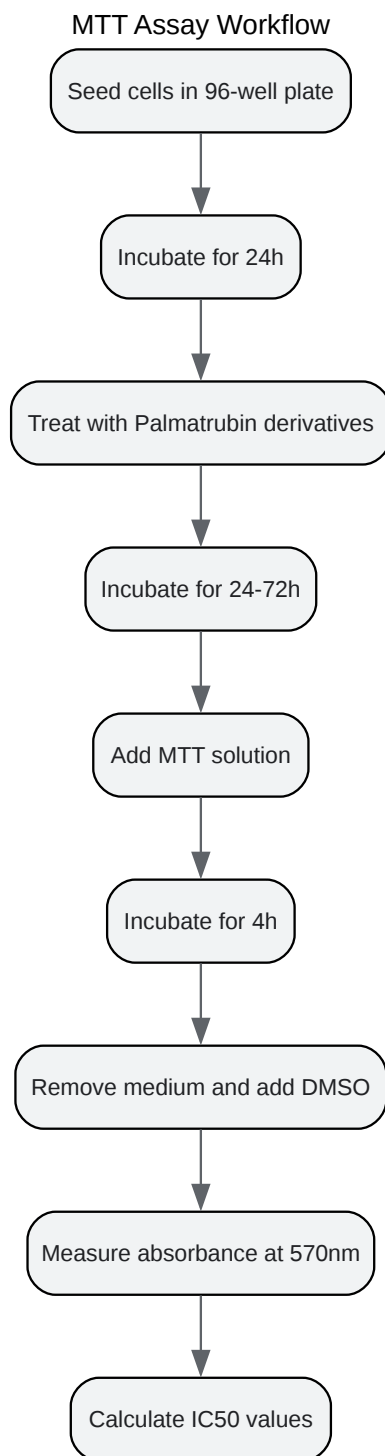 MTT Assay Workflow
Seed cells in 96-well plate
Incubate for 24h
Treat with Palmatrubin derivatives
Incubate for 24-72h
Add MTT solution
Incubate for 4h
Remove medium and add DMSO
Measure absorbance at 570nm
Calculate IC50 values